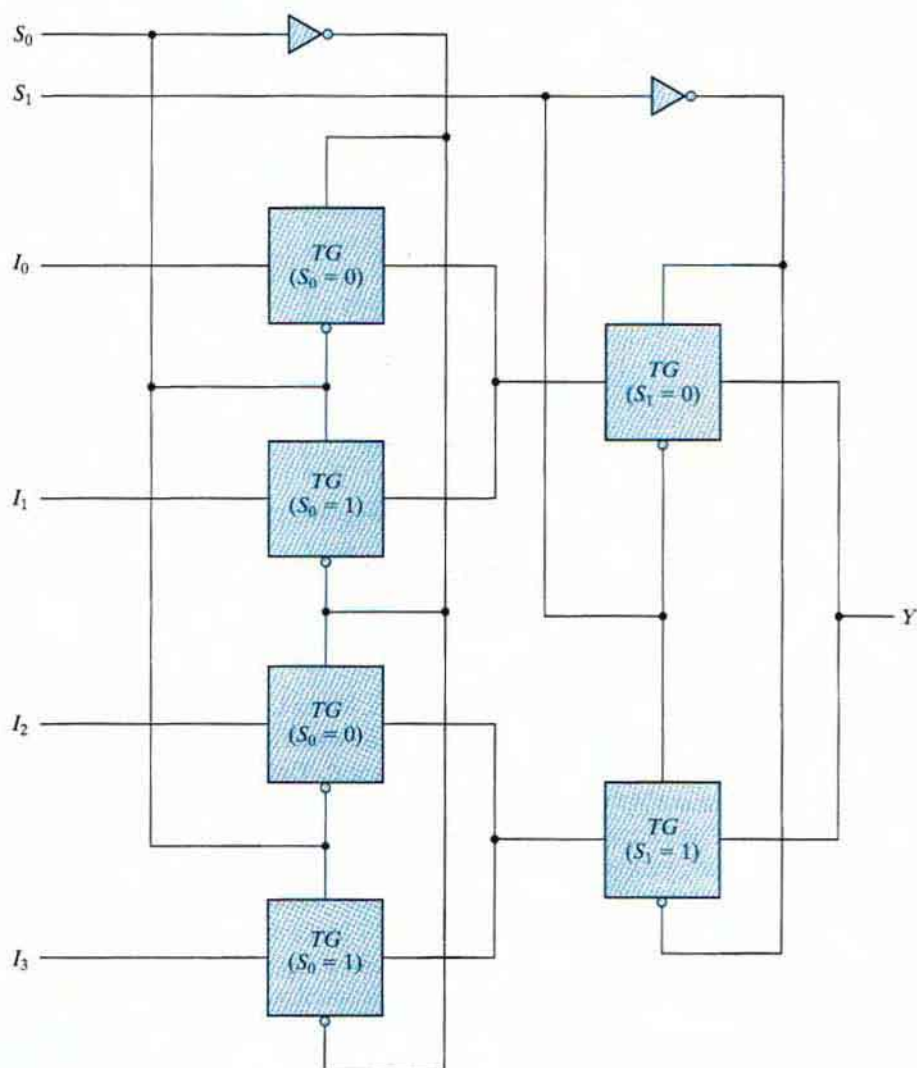 S₀
S₁
I₀
TG
(S₀ = 0)
TG
(S₁ = 0)
I₁
TG
(S₀ = 1)
Y
I₂
TG
(S₀ = 0)
TG
(S₁ = 1)
I₃
TG
(S₀ = 1)